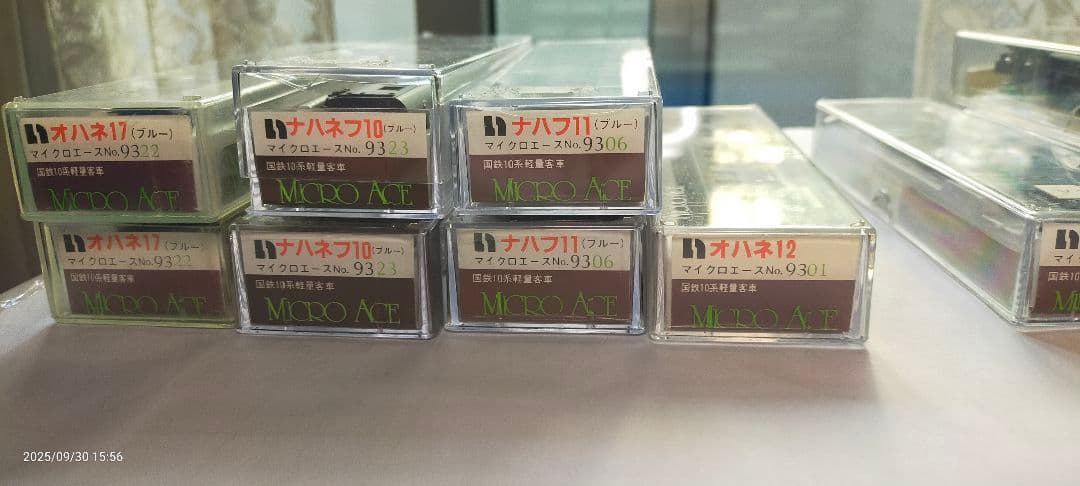 オハネ17(ブルー)
マイクロエースNo.9322
国鉄10系軽量客車
MICRO ACE
ナハネフ10(ブルー)
マイクロエースNo.9323
国鉄10系軽量客車
MICRO ACE
ナハフ11(ブルー)
マイクロエースNo.9306
国鉄10系軽量客車
MICRO ACE
オハネ17(ブルー)
マイクロエースNo.9322
国鉄10系軽量客車
MICRO ACE
ナハネフ10(ブルー)
マイクロエースNo.9323
国鉄10系軽量客車
MICRO ACE
ナハフ11(ブルー)
マイクロエースNo.9306
国鉄10系軽量客車
MICRO ACE
オハネ12
マイクロエースNo.9301
国鉄10系軽量客車
MICRO ACE
2025/09/30 15:56